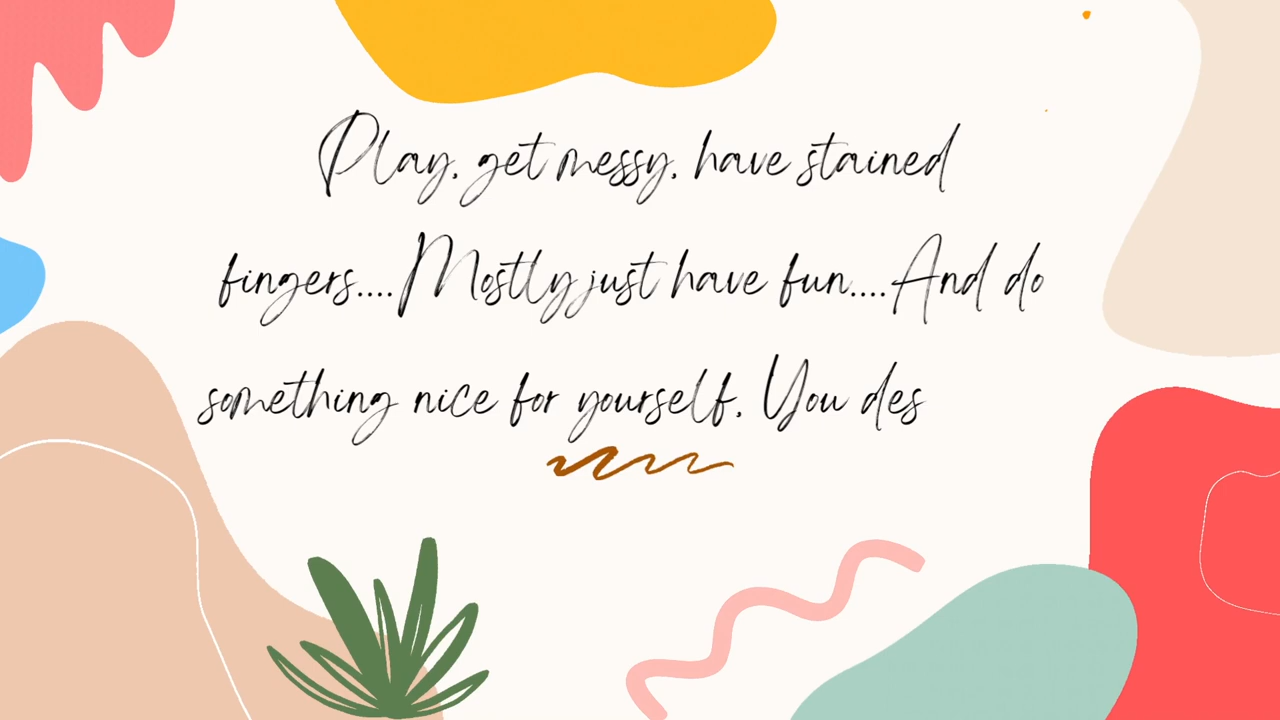 Play, get messy, have stained
fingers....Mostly just have fun....And do
something nice for yourself. You des